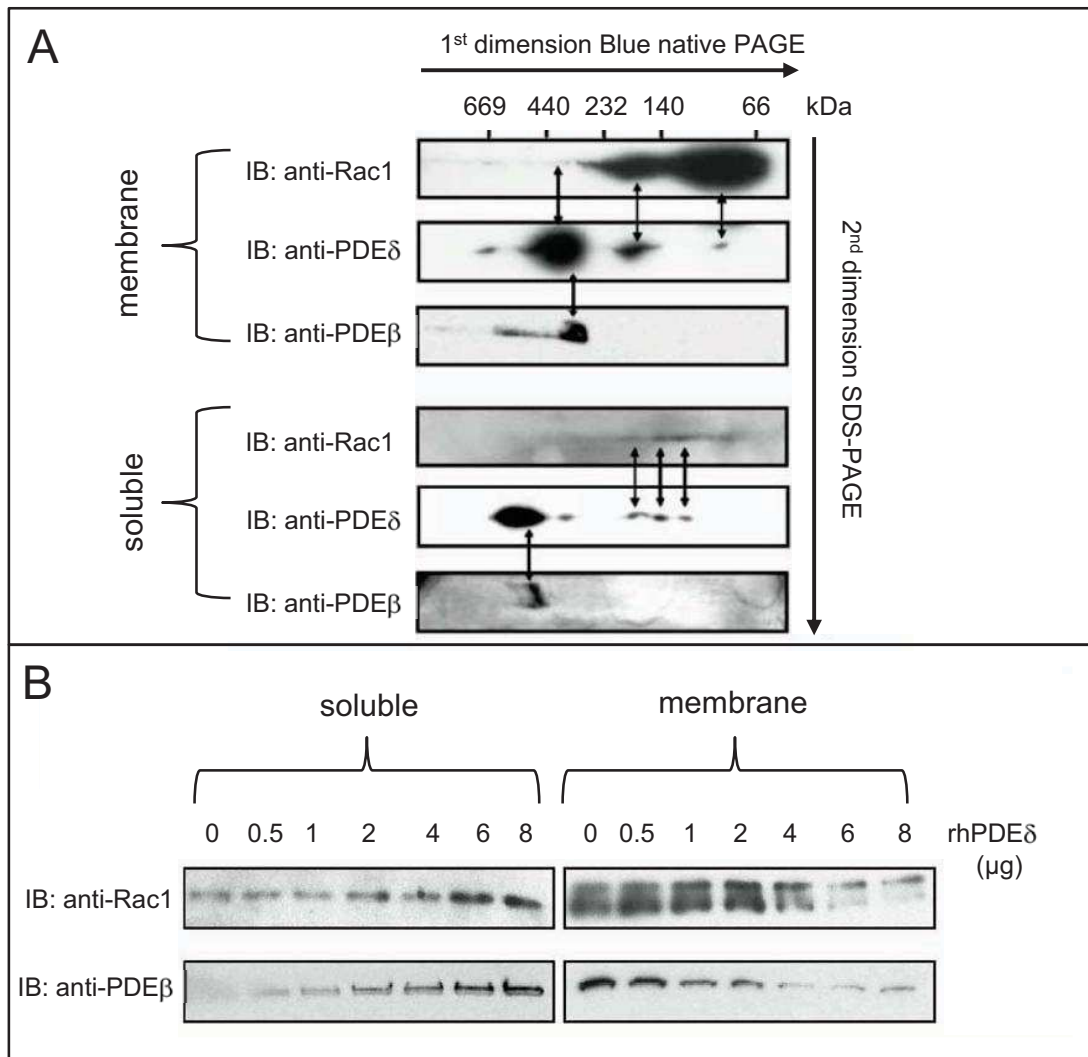 A
1st dimension Blue native PAGE
669 440 232 140 66 kDa
membrane
IB: anti-Rac1
IB: anti-PDEδ
IB: anti-PDEβ
soluble
IB: anti-Rac1
IB: anti-PDEδ
IB: anti-PDEβ
2nd dimension SDS-PAGE
B
soluble membrane
0 0.5 1 2 4 6 8 0 0.5 1 2 4 6 8 rhPDEδ
(µg)
IB: anti-Rac1
IB: anti-PDEβ